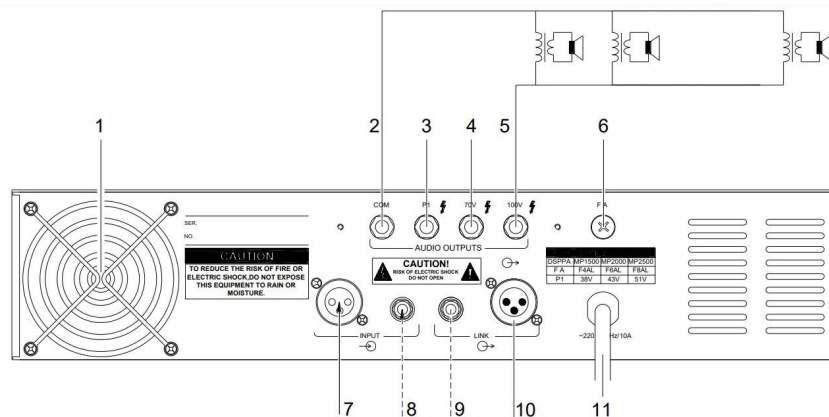 1
2
3
4
5
6
COM
P1
70V
100V
F A
SER.
NO.
AUDIO OUTPUTS
CAUTION
TO REDUCE THE RISK OF FIRE OR
ELECTRIC SHOCK,DO NOT EXPOSE
THIS EQUIPMENT TO RAIN OR
MOISTURE.
CAUTION!
RISK OF ELECTRIC SHOCK
DO NOT OPEN
DSPPA MP1500 MP2000 MP2500
F A F4AL F6AL F8AL
P1 38V 43V 51V
INPUT
LINK
~220 Hz/10A
7
8
9
10
11